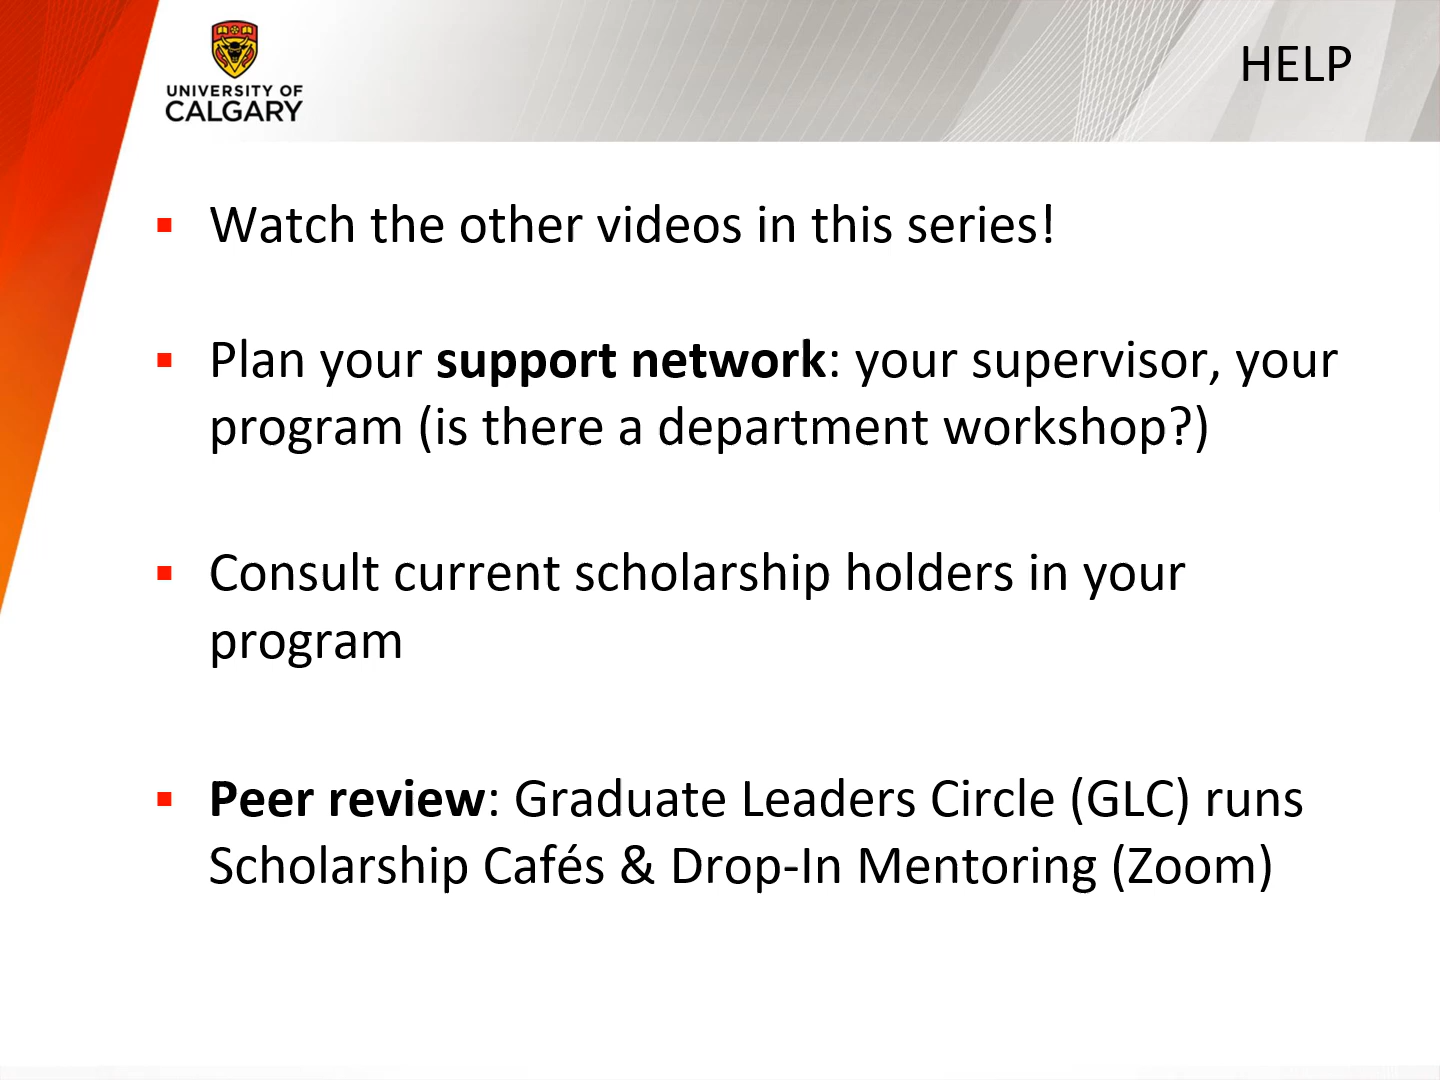 UNIVERSITY OF
CALGARY
HELP
▪ Watch the other videos in this series!
▪ Plan your support network: your supervisor, your
program (is there a department workshop?)
▪ Consult current scholarship holders in your
program
▪ Peer review: Graduate Leaders Circle (GLC) runs
Scholarship Cafés & Drop-In Mentoring (Zoom)